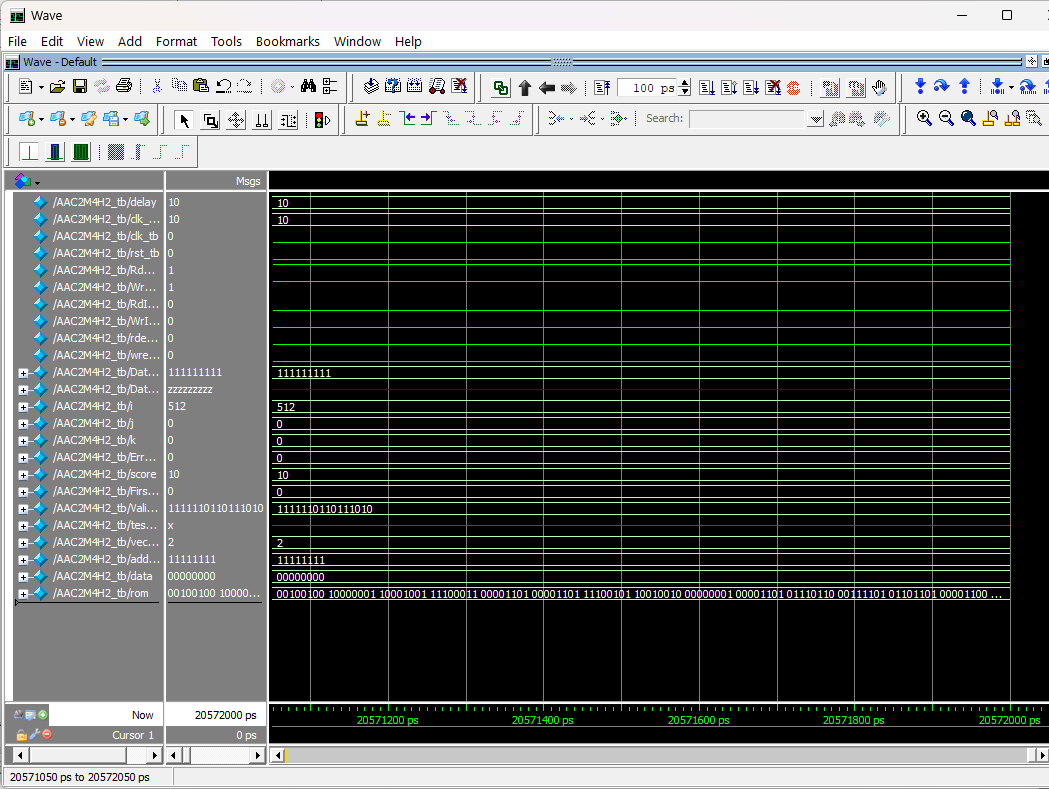 Wave
File Edit View Add Format Tools Bookmarks Window Help
Wave - Default
100 ps
Search:
Msgs
/AAC2M4H2_tb/delay 10 10
/AAC2M4H2_tb/clk_... 10 10
/AAC2M4H2_tb/clk_tb 0
/AAC2M4H2_tb/rst_tb 0
/AAC2M4H2_tb/Rd... 1
/AAC2M4H2_tb/Wr... 1
/AAC2M4H2_tb/RdI... 0
/AAC2M4H2_tb/WrI... 0
/AAC2M4H2_tb/rde... 0
/AAC2M4H2_tb/wre... 0
/AAC2M4H2_tb/Dat... 111111111 111111111
/AAC2M4H2_tb/Dat... zzzzzzzzz
/AAC2M4H2_tb/i 512 512
/AAC2M4H2_tb/j 0 0
/AAC2M4H2_tb/k 0 0
/AAC2M4H2_tb/Err... 0 0
/AAC2M4H2_tb/score 10 10
/AAC2M4H2_tb/Firs... 0 0
/AAC2M4H2_tb/Vali... 1111110110111010 1111110110111010
/AAC2M4H2_tb/tes... x
/AAC2M4H2_tb/vec... 2 2
/AAC2M4H2_tb/add... 11111111 11111111
/AAC2M4H2_tb/data 00000000 00000000
/AAC2M4H2_tb/rom 00100100 10000... 00100100 10000001 10001001 11100011 00001101 00001101 11100101 10010010 00000001 00001101 01110110 00111101 01101101 00001100 ...
Now 20572000 ps
20571200 ps 20571400 ps 20571600 ps 20571800 ps 20572000 ps
Cursor 1 0 ps
20571050 ps to 20572050 ps